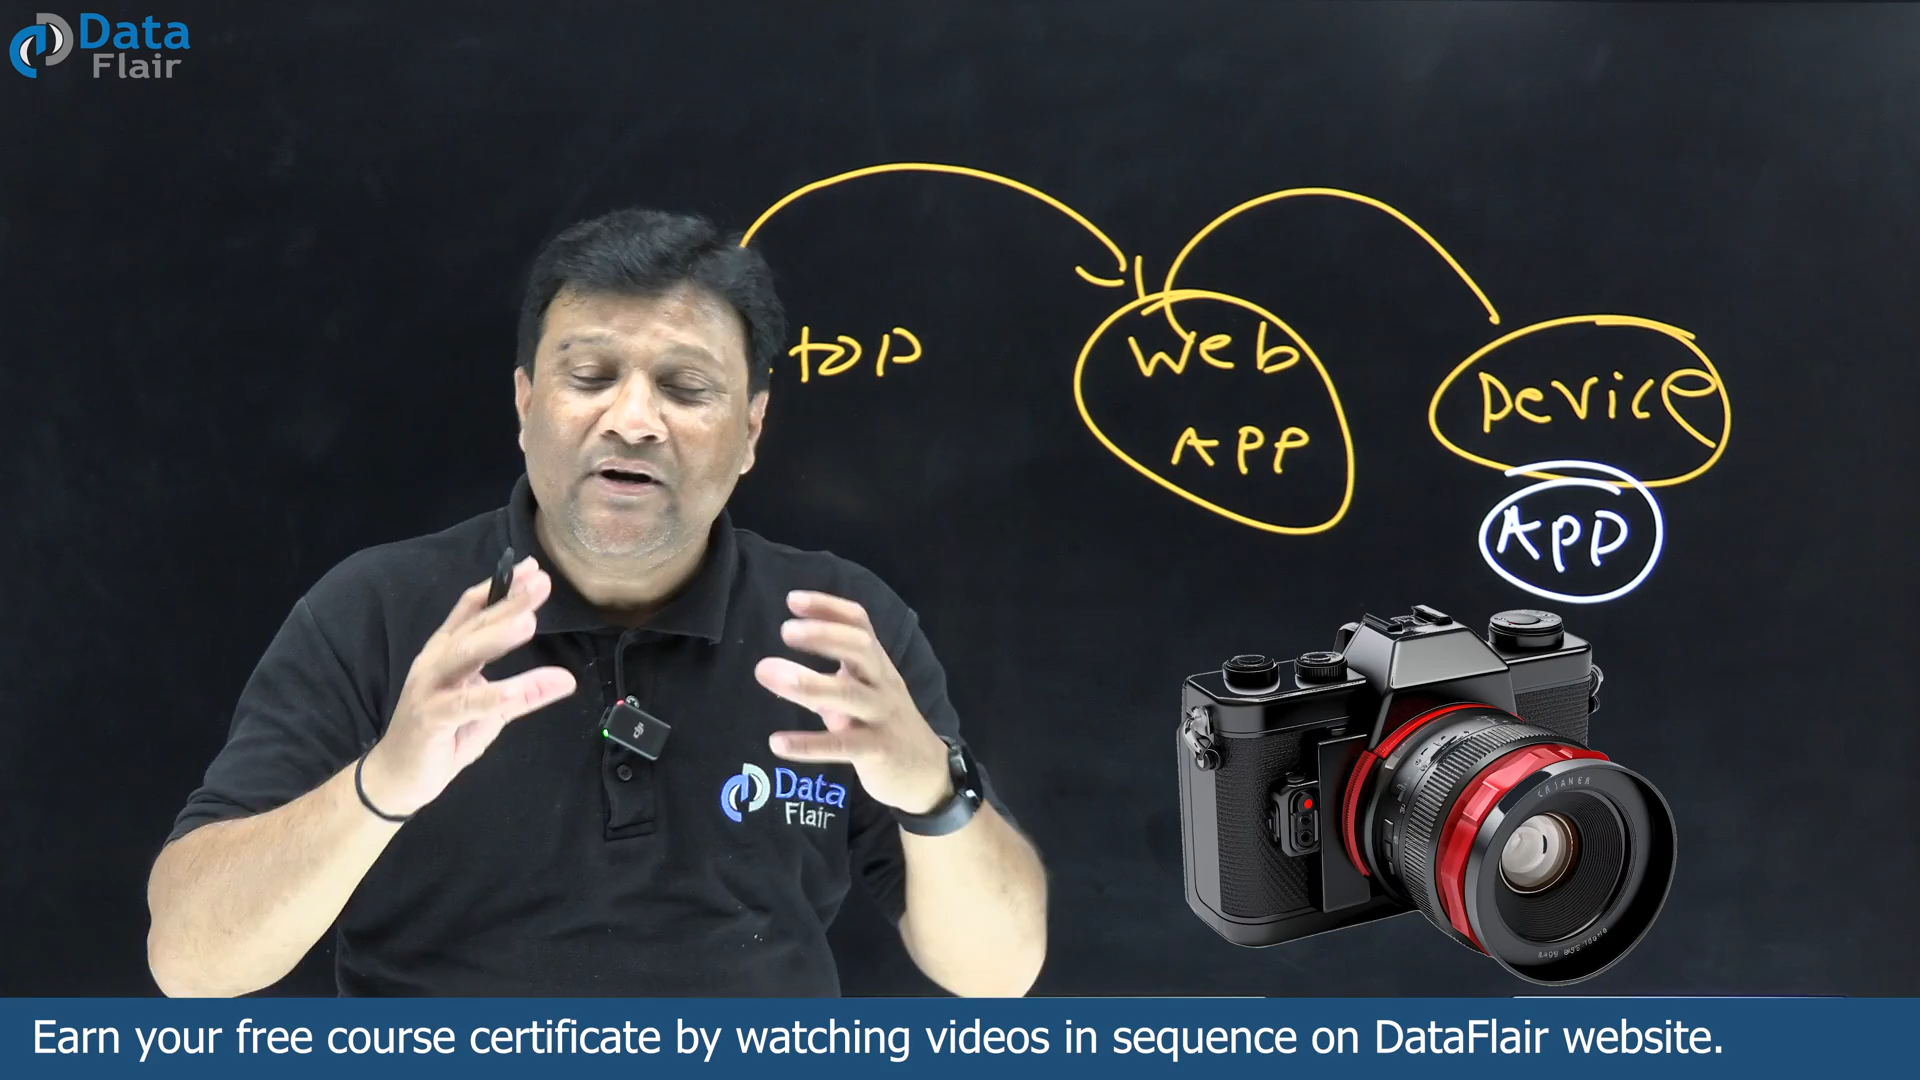 Data
Flair
top
Web
APP
Device
APP
Data
Flair
Earn your free course certificate by watching videos in sequence on DataFlair website.